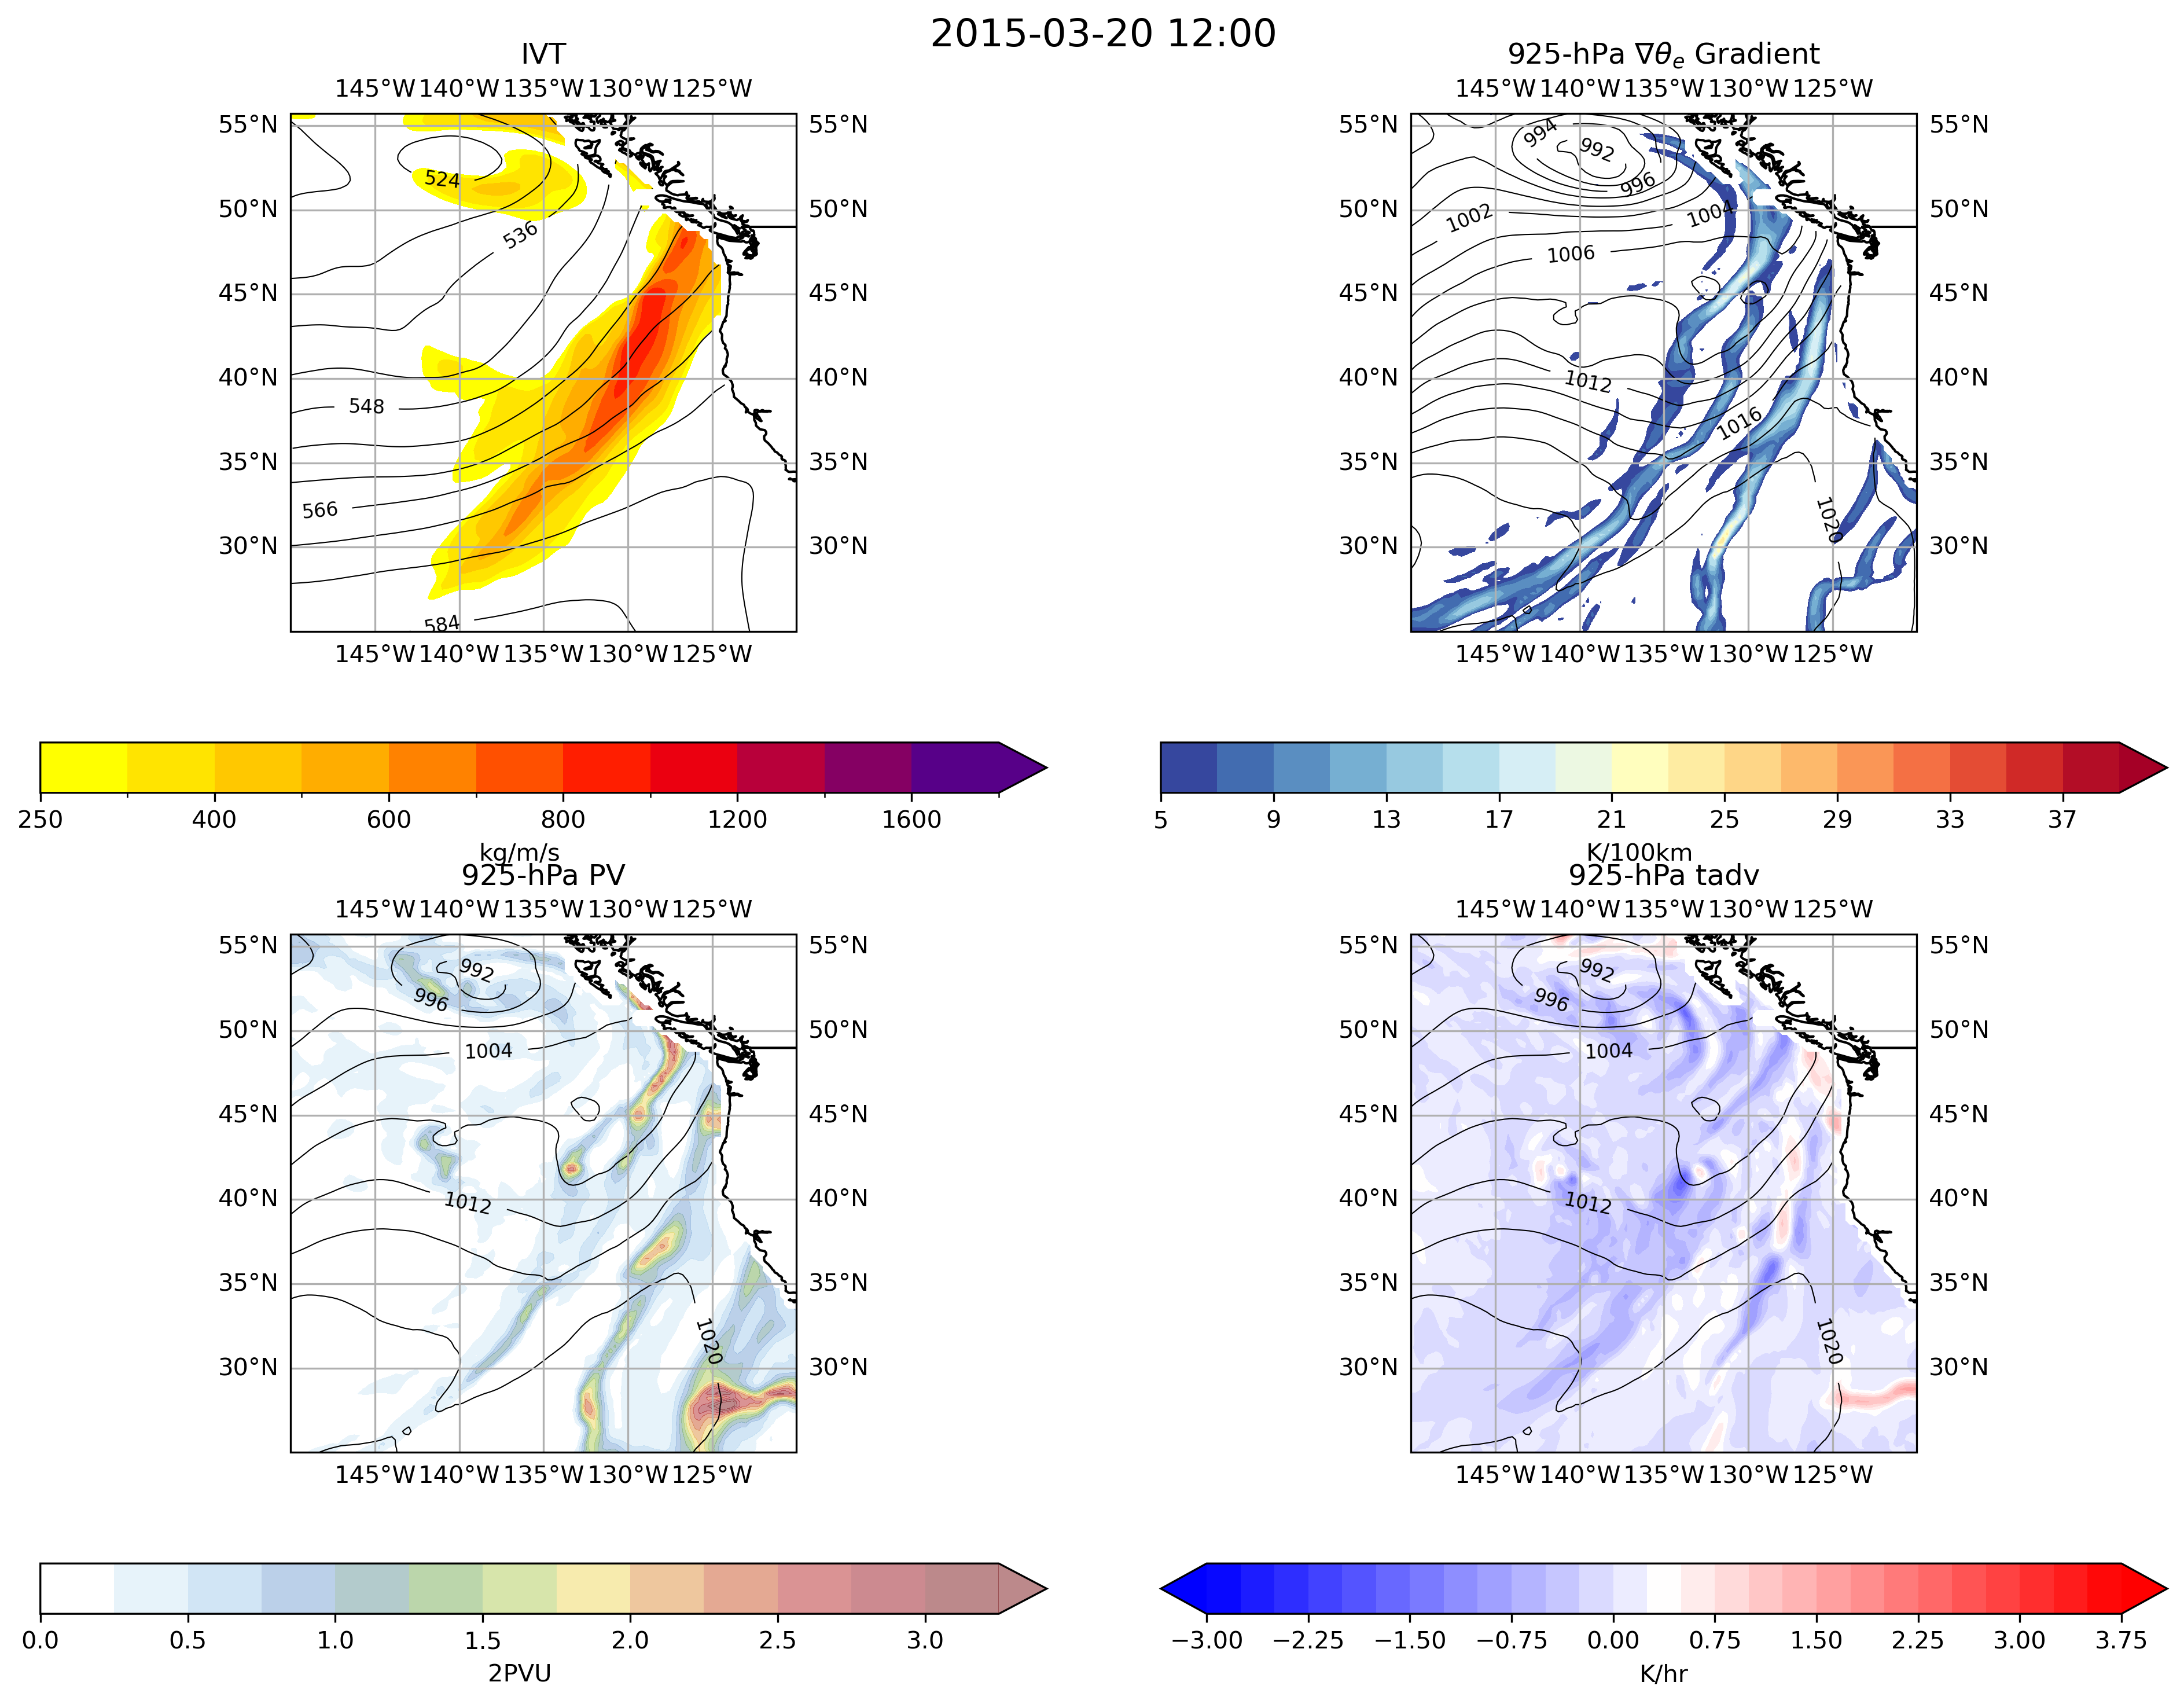 2015-03-20 12:00
IVT
145°W 140°W 135°W 130°W 125°W
55°N 55°N
50°N 50°N
45°N 45°N
40°N 40°N
35°N 35°N
30°N 30°N
524
536
548
566
584
145°W 140°W 135°W 130°W 125°W
250 400 600 800 1200 1600
kg/m/s
925-hPa ∇θe Gradient
145°W 140°W 135°W 130°W 125°W
55°N 55°N
50°N 50°N
45°N 45°N
40°N 40°N
35°N 35°N
30°N 30°N
994
992
996
1002
1004
1006
1012
1016
1020
145°W 140°W 135°W 130°W 125°W
5 9 13 17 21 25 29 33 37
K/100km
925-hPa PV
145°W 140°W 135°W 130°W 125°W
55°N 55°N
50°N 50°N
45°N 45°N
40°N 40°N
35°N 35°N
30°N 30°N
992
996
1004
1012
1020
145°W 140°W 135°W 130°W 125°W
0.0 0.5 1.0 1.5 2.0 2.5 3.0
2PVU
925-hPa tadv
145°W 140°W 135°W 130°W 125°W
55°N 55°N
50°N 50°N
45°N 45°N
40°N 40°N
35°N 35°N
30°N 30°N
992
996
1004
1012
1020
145°W 140°W 135°W 130°W 125°W
−3.00 −2.25 −1.50 −0.75 0.00 0.75 1.50 2.25 3.00 3.75
K/hr